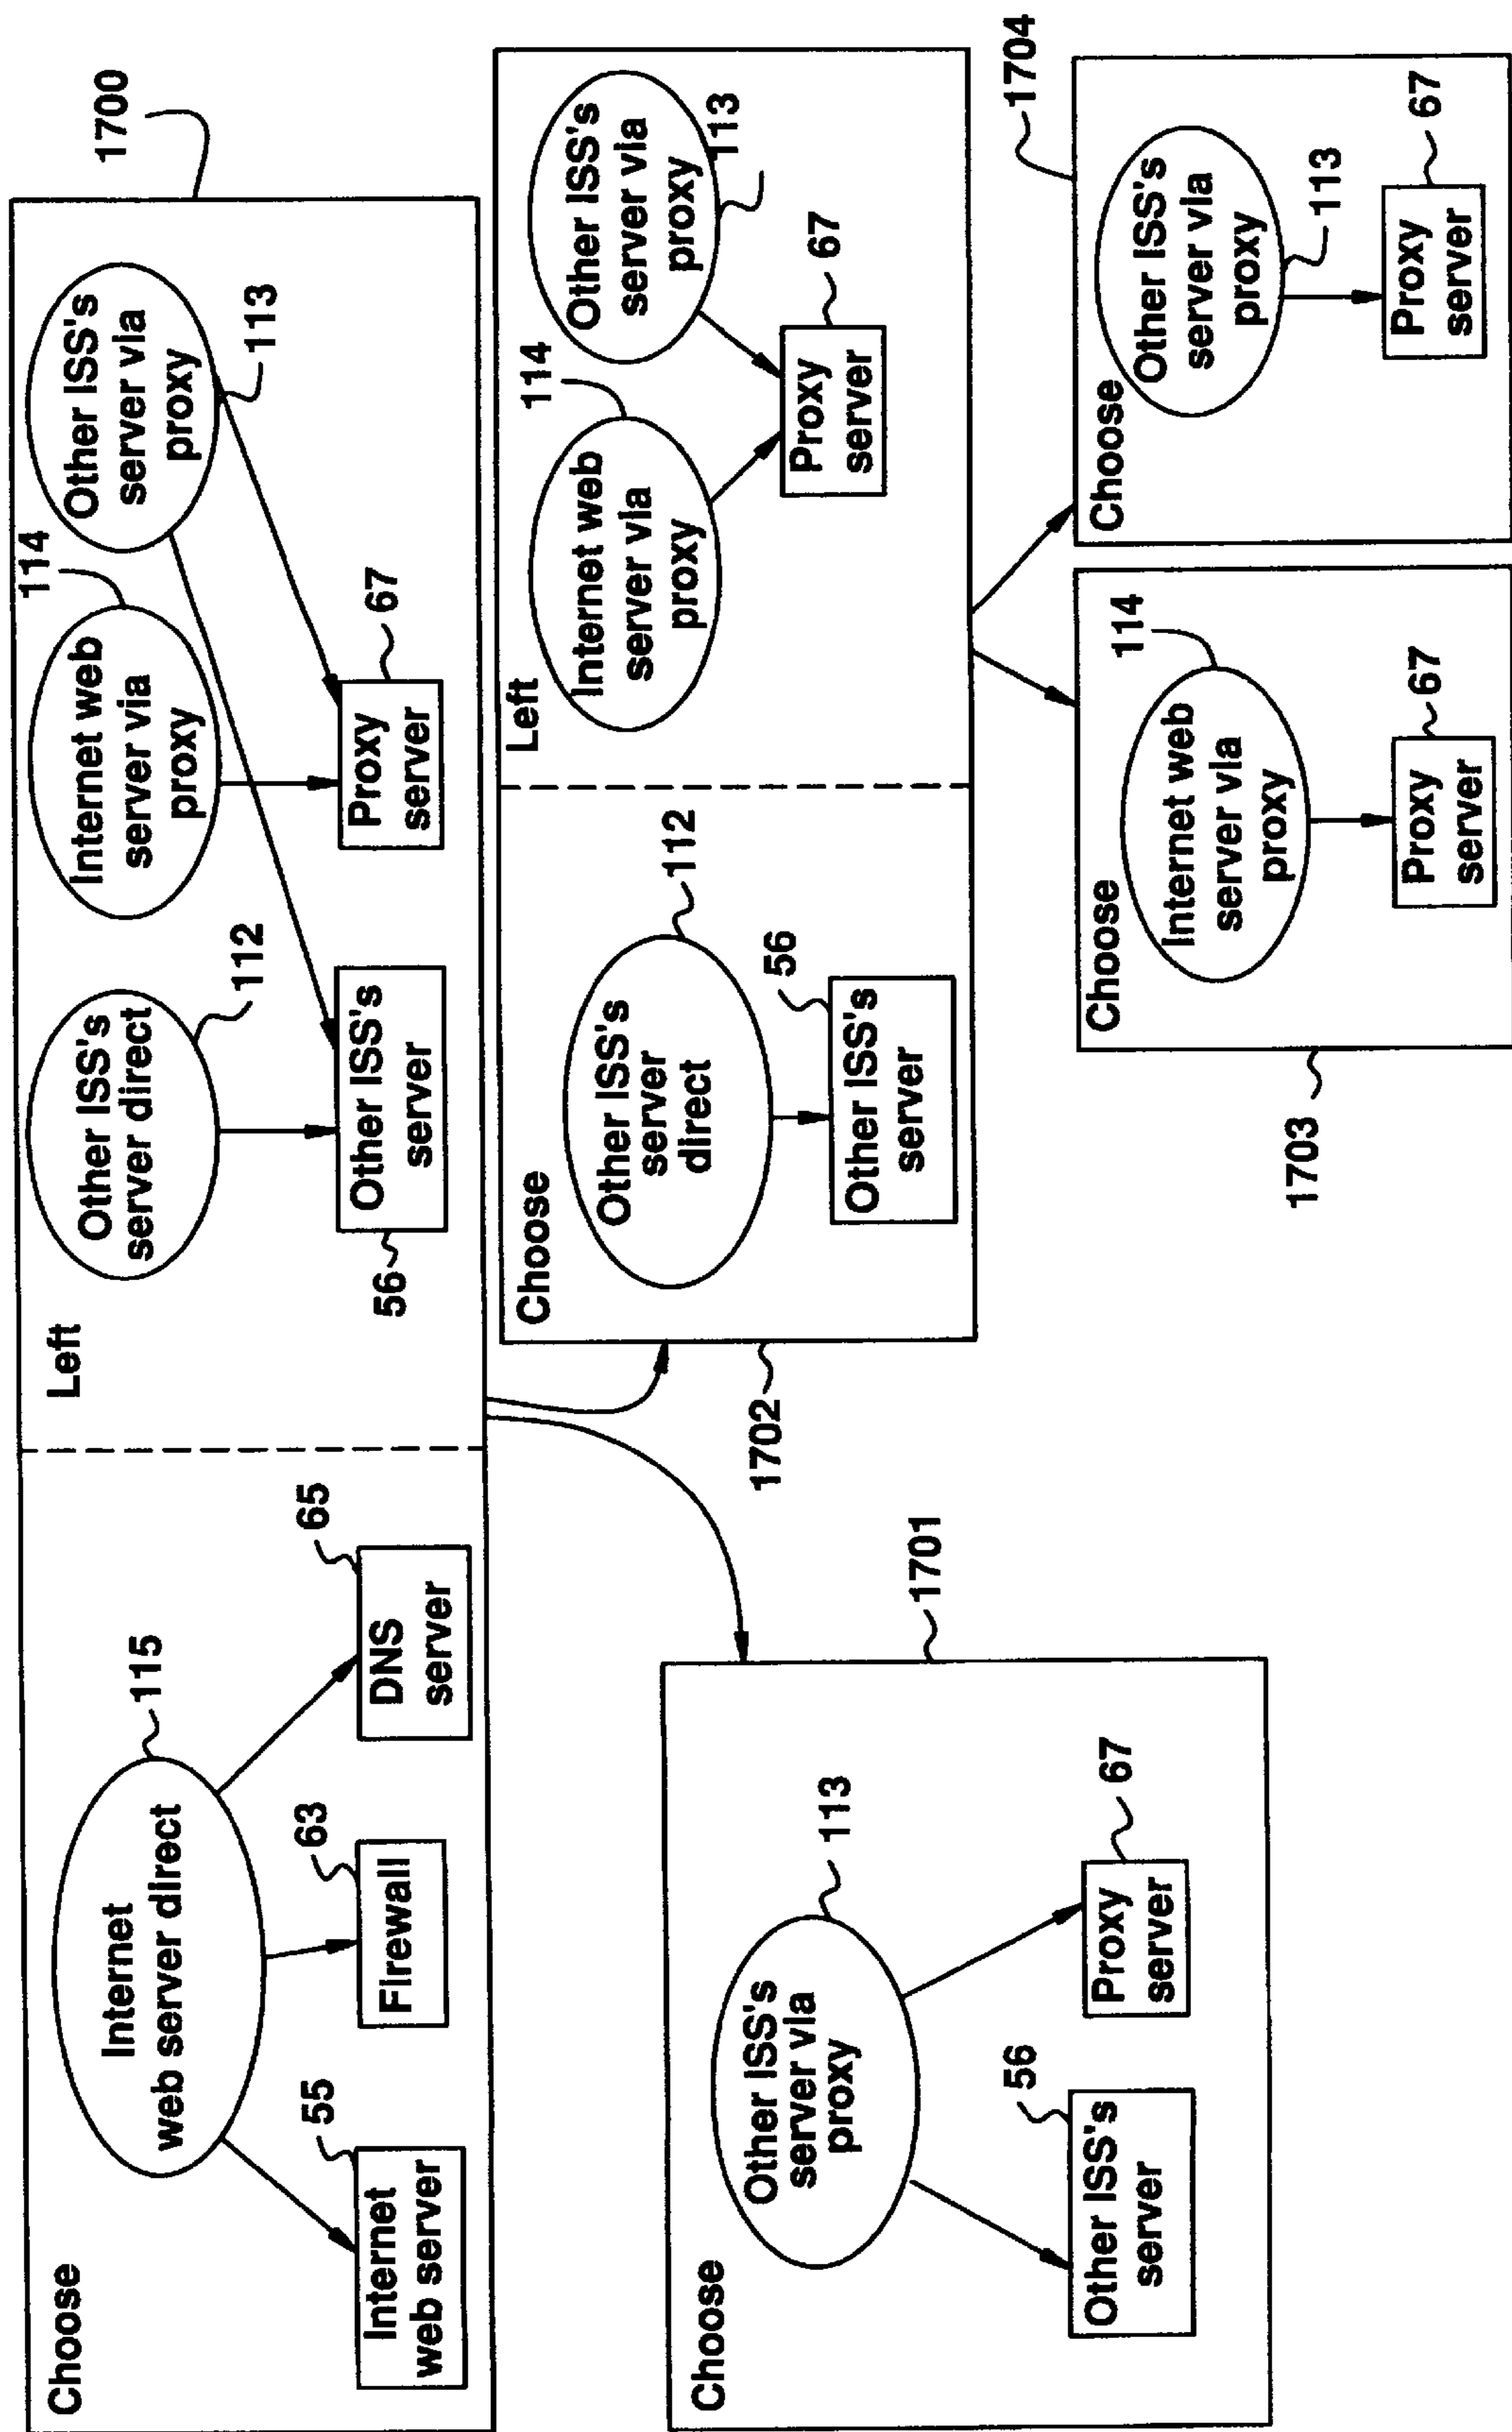 1700
Choose
Internet
web server direct
115
Internet
web server
55
Firewall
63
DNS
server
65
Left
Other ISS's
server direct
112
Internet web
server via
proxy
114
Other ISS's
server via
proxy
113
Other ISS's
server
56
Proxy
server
67
1701
Choose
Other ISS's
server via
proxy
113
Other ISS's
server
56
Proxy
server
67
1702
Choose
Other ISS's
server
direct
112
Other ISS's
server
56
Left
Internet web
server via
proxy
114
Other ISS's
server via
proxy
113
Proxy
server
67
1703
Choose
Internet web
server via
proxy
114
Proxy
server
67
1704
Choose
Other ISS's
server via
proxy
113
Proxy
server
67